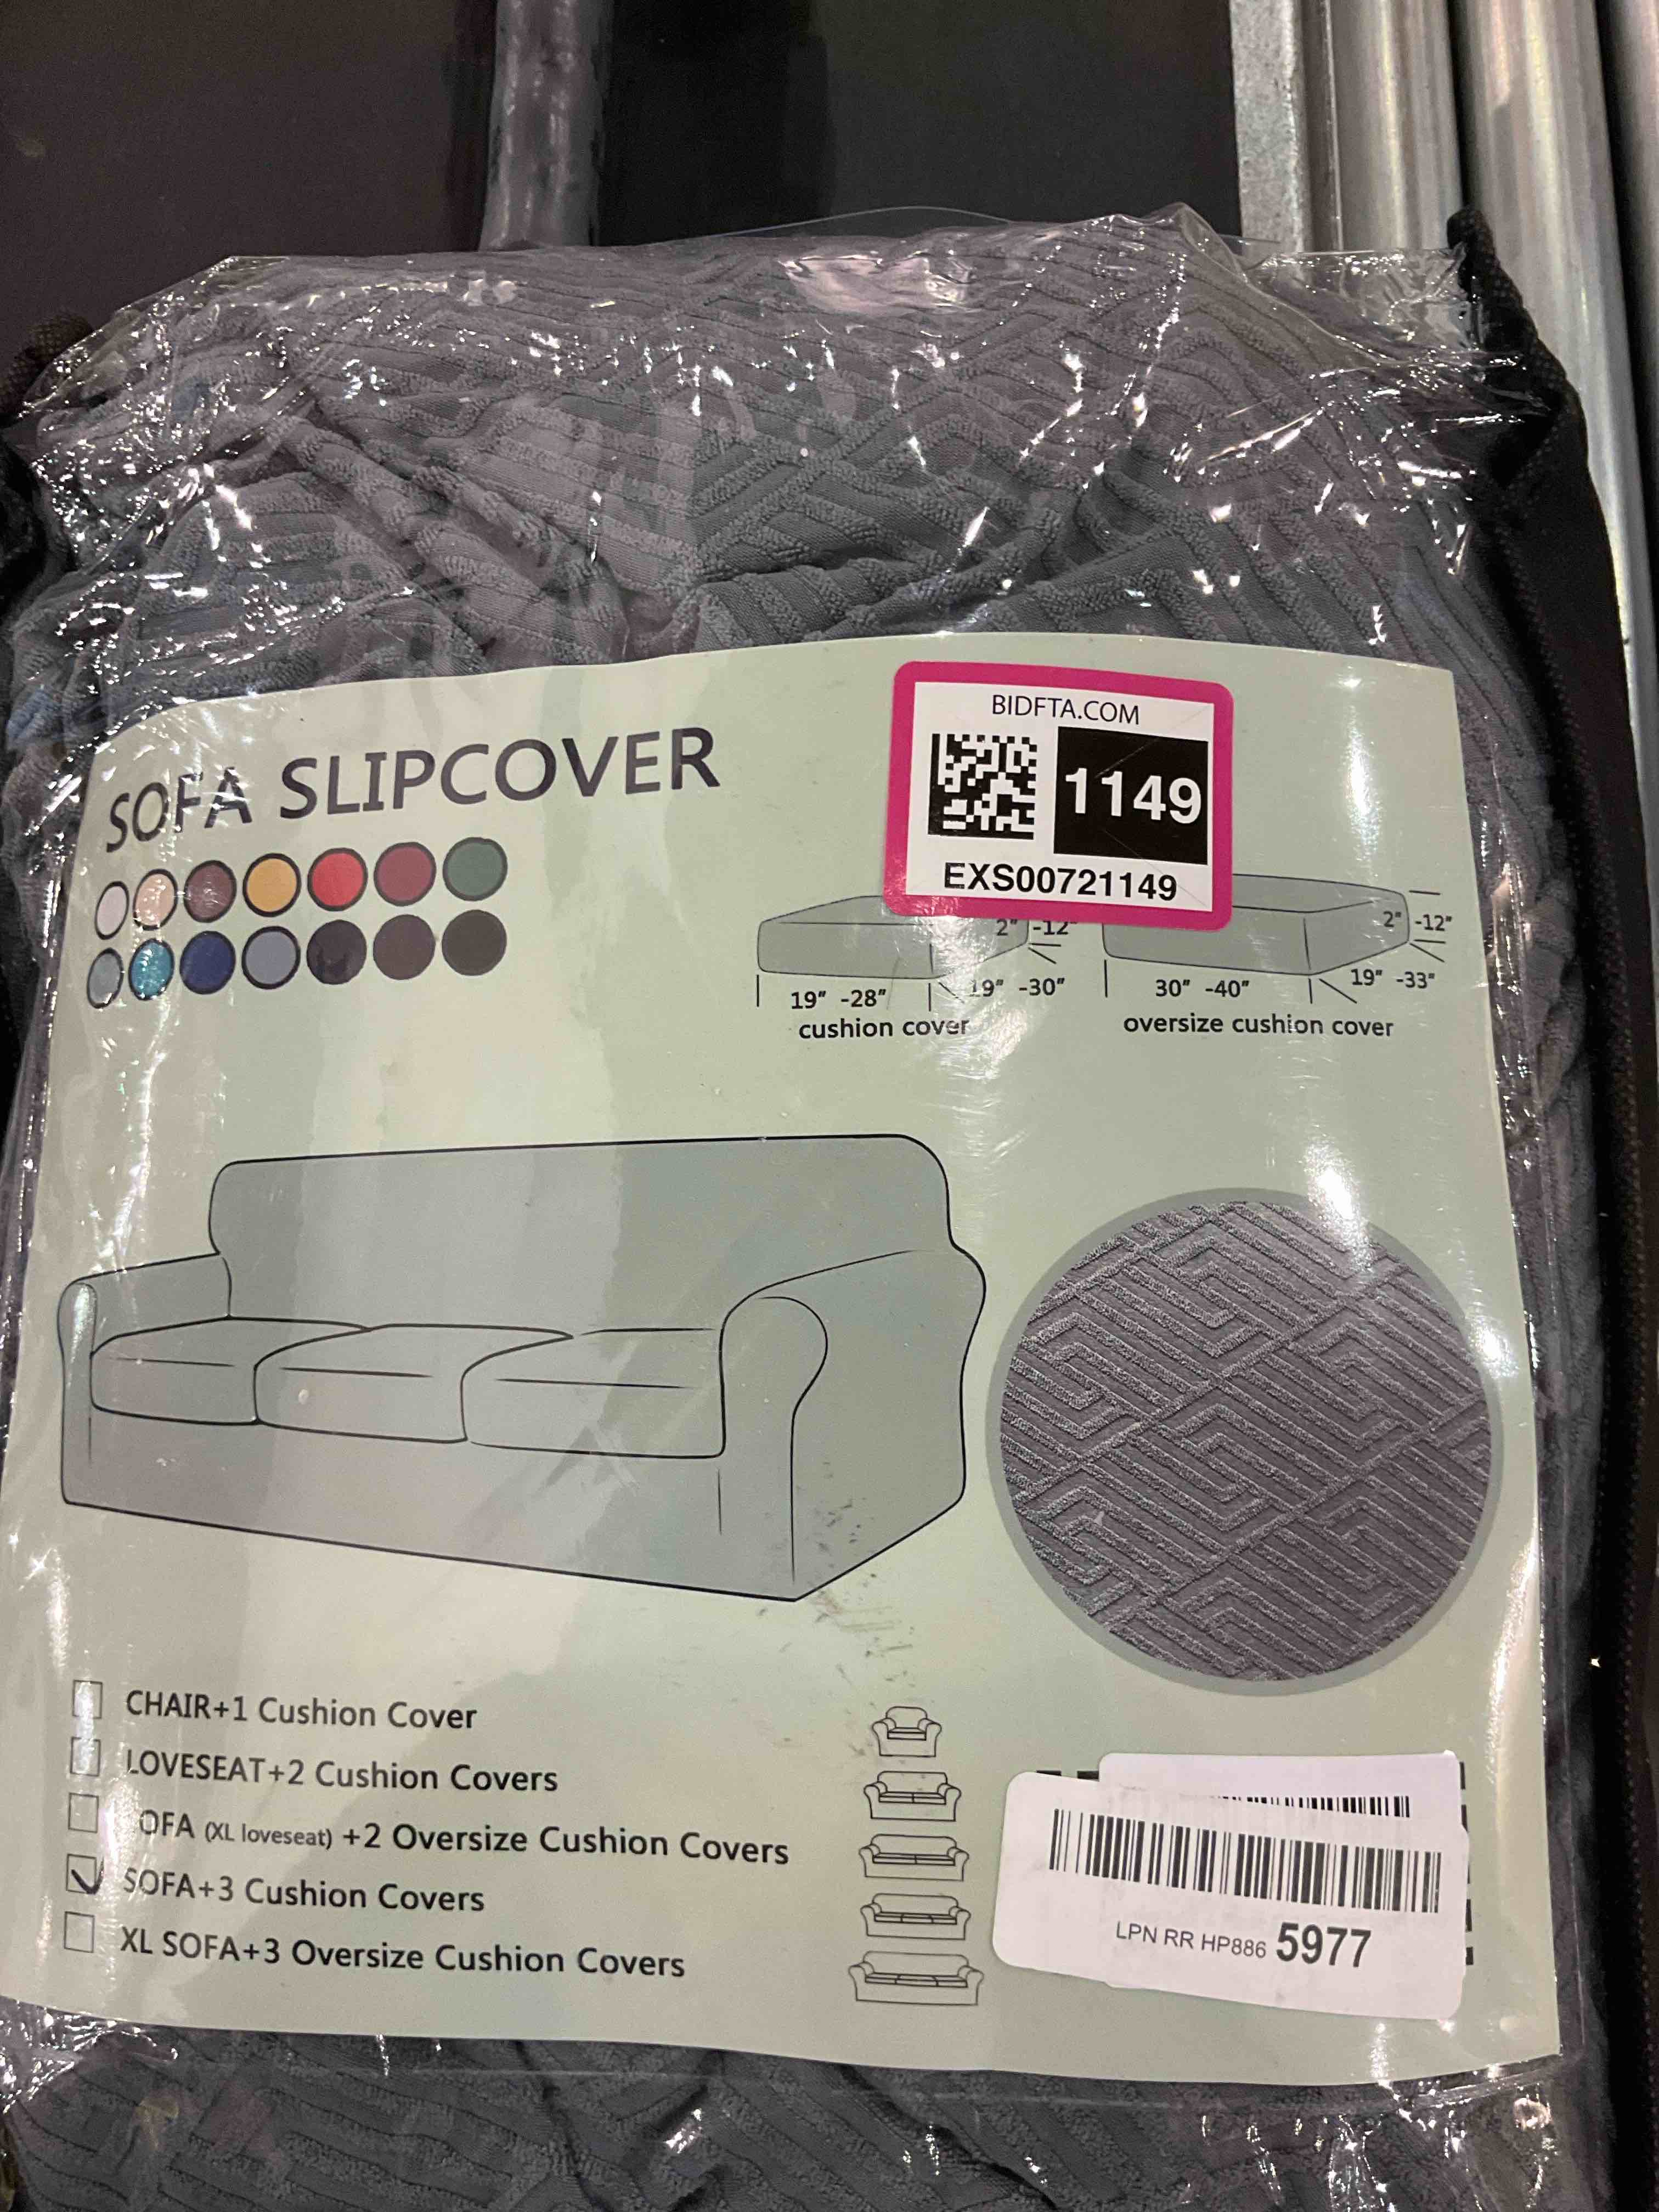 BIDFTA.COM
1149
EXS00721149
SOFA SLIPCOVER
2" -12"
19" -28"
19" -30"
cushion cover
2" -12"
30" -40"
19" -33"
oversize cushion cover
CHAIR+1 Cushion Cover
LOVESEAT+2 Cushion Covers
OFA (XL loveseat) +2 Oversize Cushion Covers
SOFA+3 Cushion Covers
XL SOFA+3 Oversize Cushion Covers
LPN RR HP886 5977